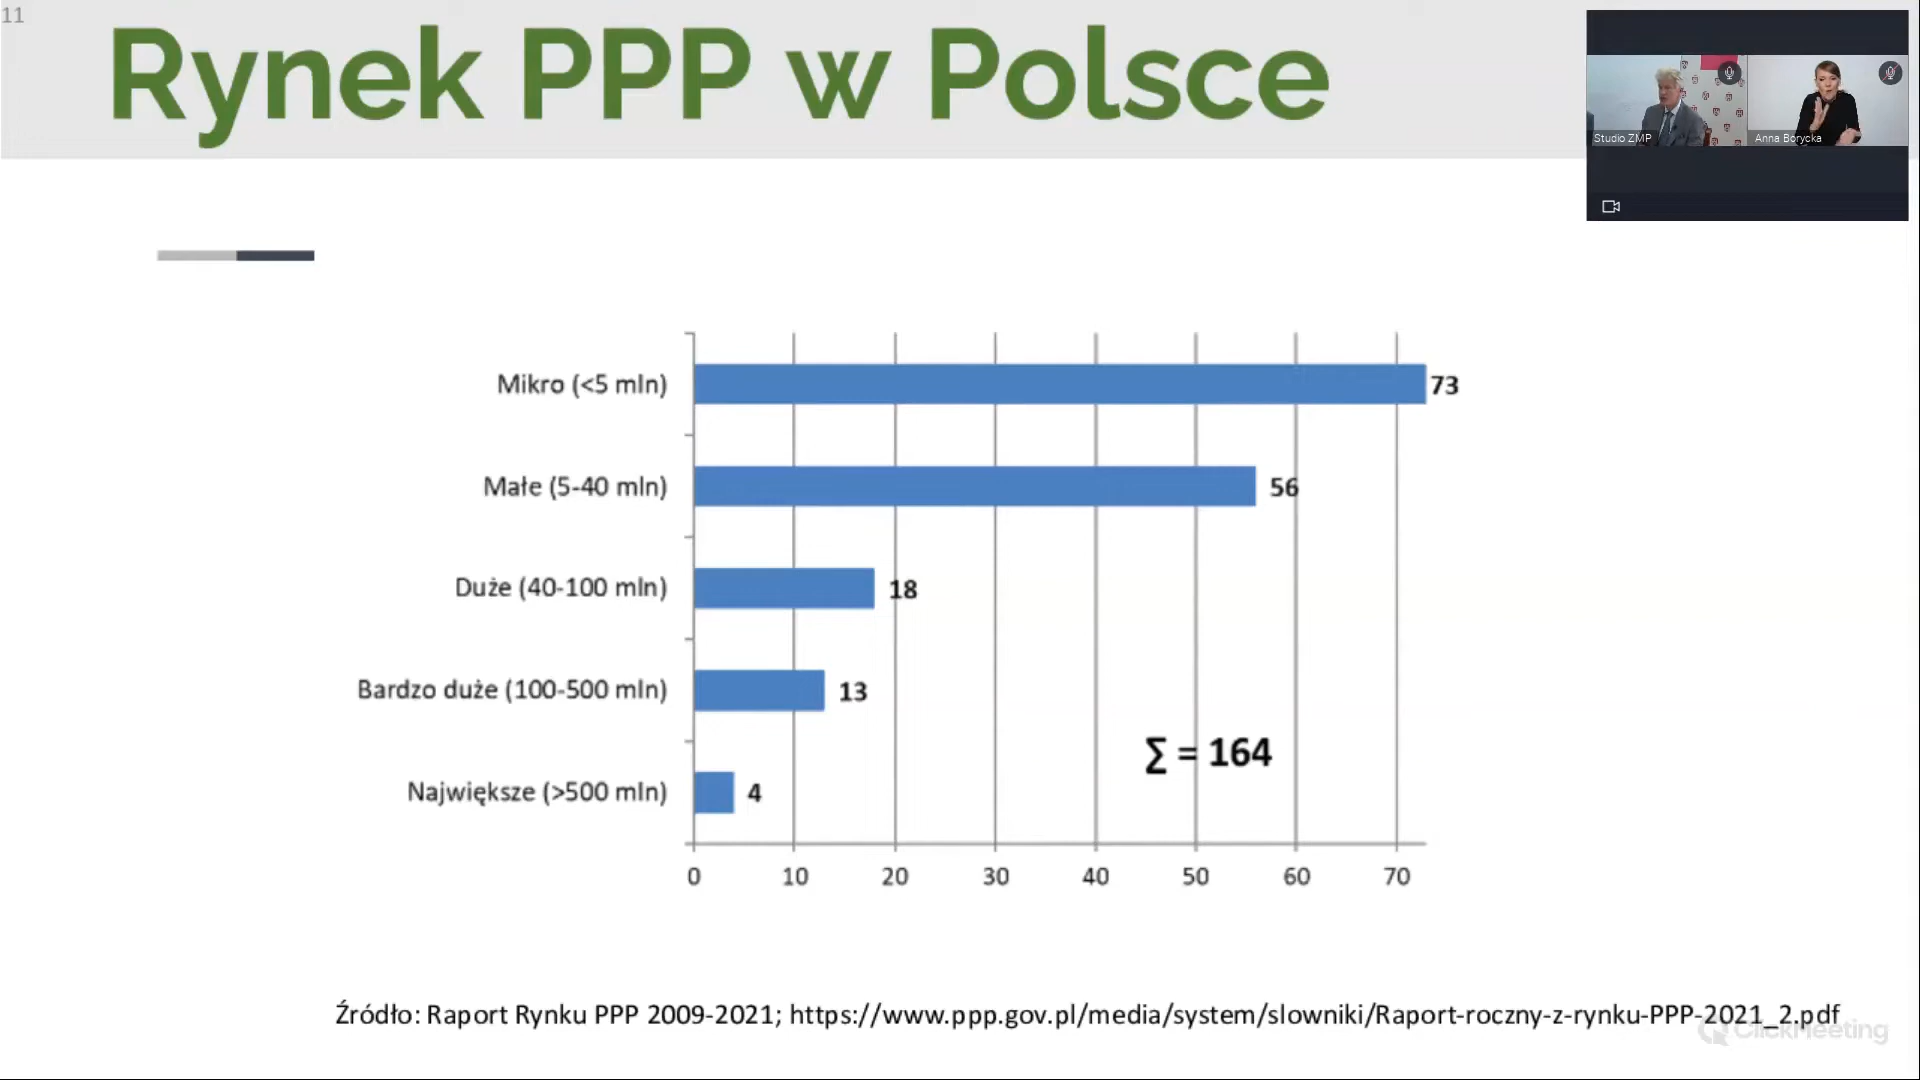 11
Rynek PPP w Polsce
Studio ZMP
Anna Borycka
Mikro (<5 mln)
73
Małe (5-40 mln)
56
Duże (40-100 mln)
18
Bardzo duże (100-500 mln)
13
∑ = 164
Największe (>500 mln)
4
0 10 20 30 40 50 60 70
Źródło: Raport Rynku PPP 2009-2021; https://www.ppp.gov.pl/media/system/slowniki/Raport-roczny-z-rynku-PPP-2021_2.pdf
ClickMeeting